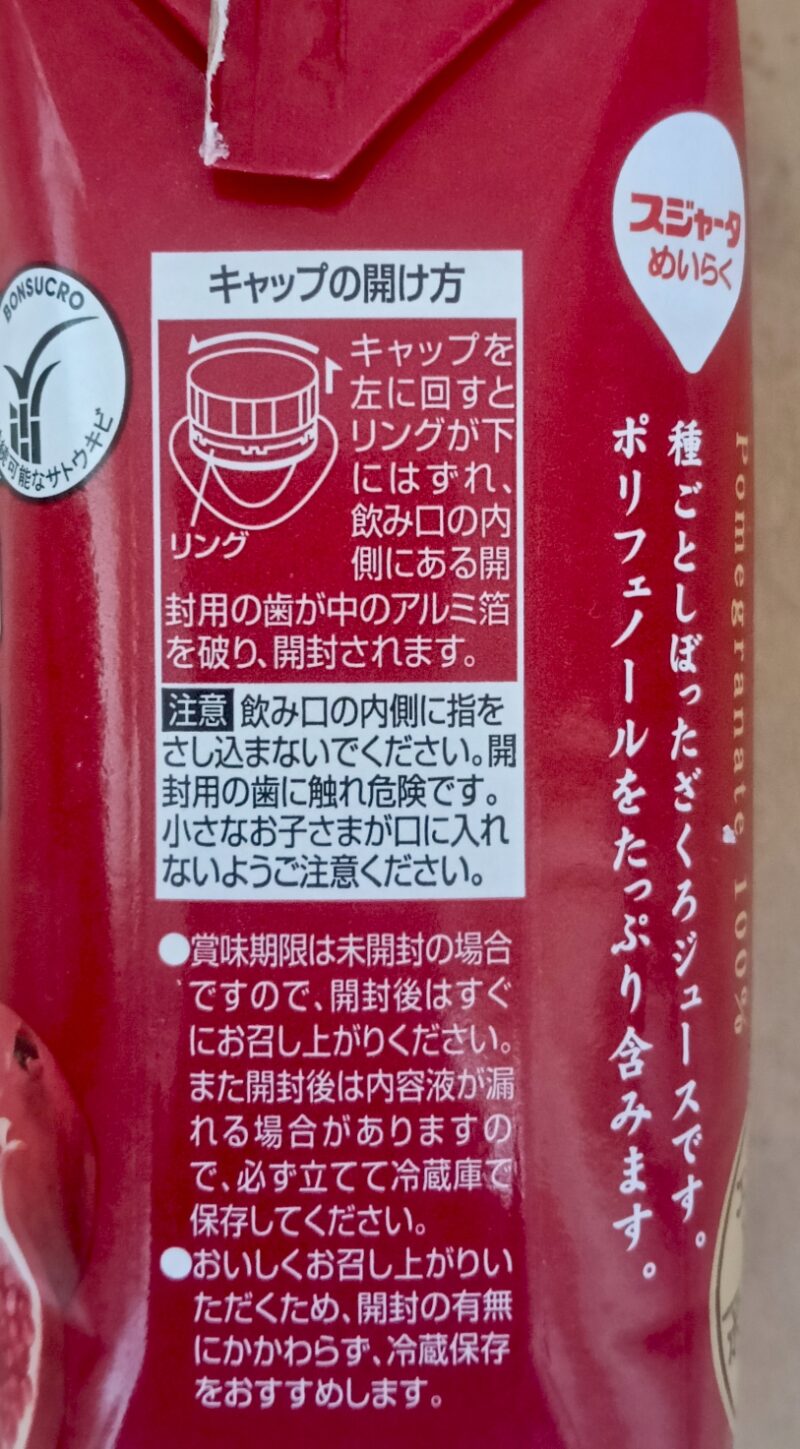 スジャータ
めいらく
BONSUCRO
可能なサトウキビ
キャップの開け方
キャップを
左に回すと
リングが下
にはずれ、
飲み口の内
側にある開
封用の歯が中のアルミ箔
を破り、開封されます。
リング
注意 飲み口の内側に指を
さし込まないでください。開
封用の歯に触れ危険です。
小さなお子さまが口に入れ
ないようご注意ください。
●賞味期限は未開封の場合
ですので、開封後はすぐ
にお召し上がりください。
また開封後は内容液が漏
れる場合がありますの
で、必ず立てて冷蔵庫で
保存してください。
●おいしくお召し上がりい
ただくため、開封の有無
にかかわらず、冷蔵保存
をおすすめします。
Pomegranate 100%
種ごとしぼったざくろジュースです。
ポリフェノールをたっぷり含みます。